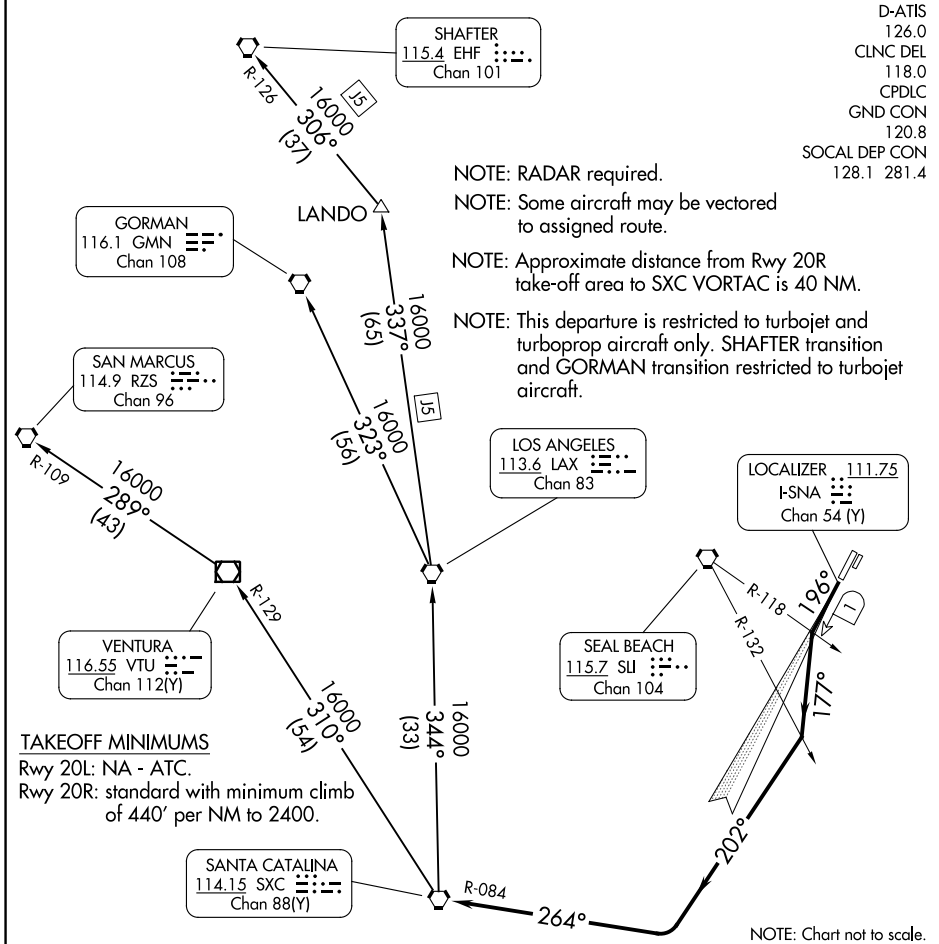 D-ATIS
126.0
CLNC DEL
118.0
CPDLC
GND CON
120.8
SOCAL DEP CON
128.1 281.4
SHAFTER
115.4 EHF
Chan 101
R-126
16000
306°
(37)
J5
LANDO
NOTE: RADAR required.
NOTE: Some aircraft may be vectored
to assigned route.
NOTE: Approximate distance from Rwy 20R
take-off area to SXC VORTAC is 40 NM.
NOTE: This departure is restricted to turbojet and
turboprop aircraft only. SHAFTER transition
and GORMAN transition restricted to turbojet
aircraft.
GORMAN
116.1 GMN
Chan 108
16000
337°
(65)
J5
16000
323°
(56)
SAN MARCUS
114.9 RZS
Chan 96
R-109
16000
289°
(43)
LOS ANGELES
113.6 LAX
Chan 83
LOCALIZER 111.75
I-SNA
Chan 54 (Y)
196°
1
R-118
R-132
177°
SEAL BEACH
115.7 SLI
Chan 104
R-129
VENTURA
116.55 VTU
Chan 112(Y)
16000
310°
(54)
16000
344°
(33)
TAKEOFF MINIMUMS
Rwy 20L: NA - ATC.
Rwy 20R: standard with minimum climb
of 440' per NM to 2400.
202°
SANTA CATALINA
114.15 SXC
Chan 88(Y)
R-084
264°
NOTE: Chart not to scale.